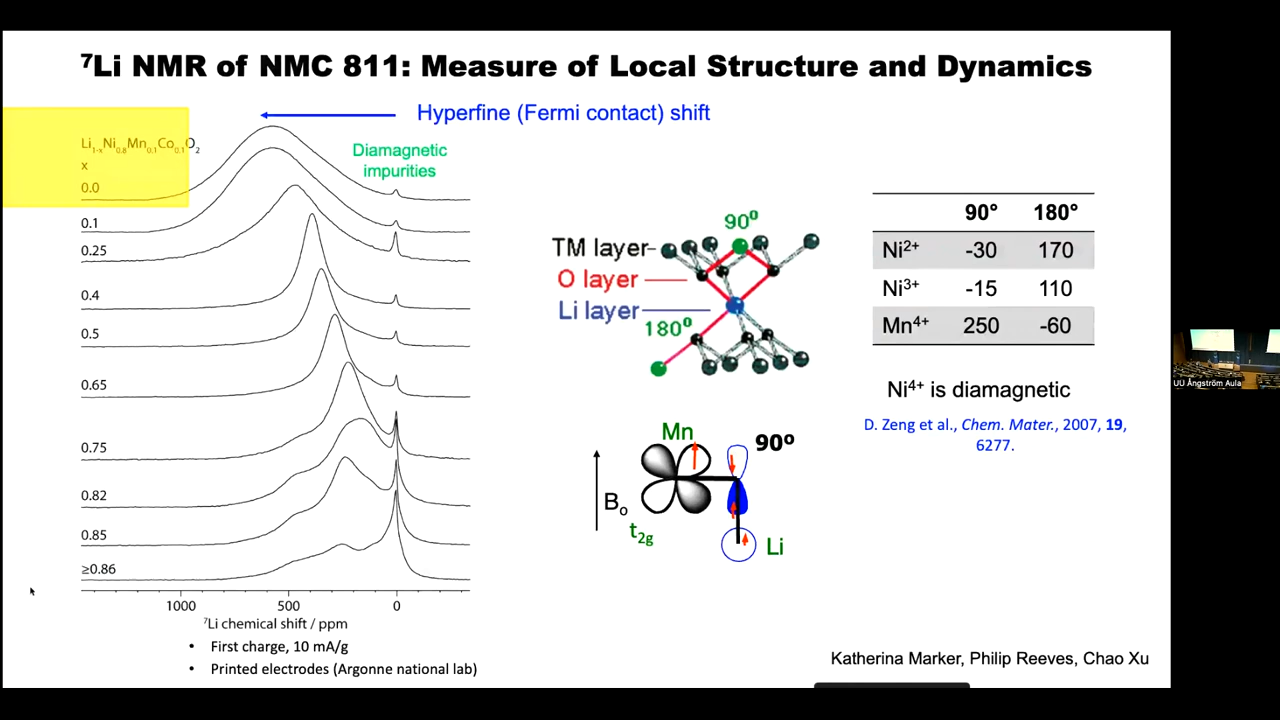 ⁷Li NMR of NMC 811: Measure of Local Structure and Dynamics
Hyperfine (Fermi contact) shift
Li₁₋ₓNi₀.₈Mn₀.₁Co₀.₁O₂
x
0.0
0.1
0.25
0.4
0.5
0.65
0.75
0.82
0.85
≥0.86
Diamagnetic
impurities
1000 500 0
⁷Li chemical shift / ppm
• First charge, 10 mA/g
• Printed electrodes (Argonne national lab)
90⁰
TM layer
O layer
Li layer
180⁰
Mn
90⁰
B₀
t₂g
Li
90° 180°
Ni²⁺ -30 170
Ni³⁺ -15 110
Mn⁴⁺ 250 -60
Ni⁴⁺ is diamagnetic
D. Zeng et al., Chem. Mater., 2007, 19,
6277.
Katherina Marker, Philip Reeves, Chao Xu
UU Ångström Aula